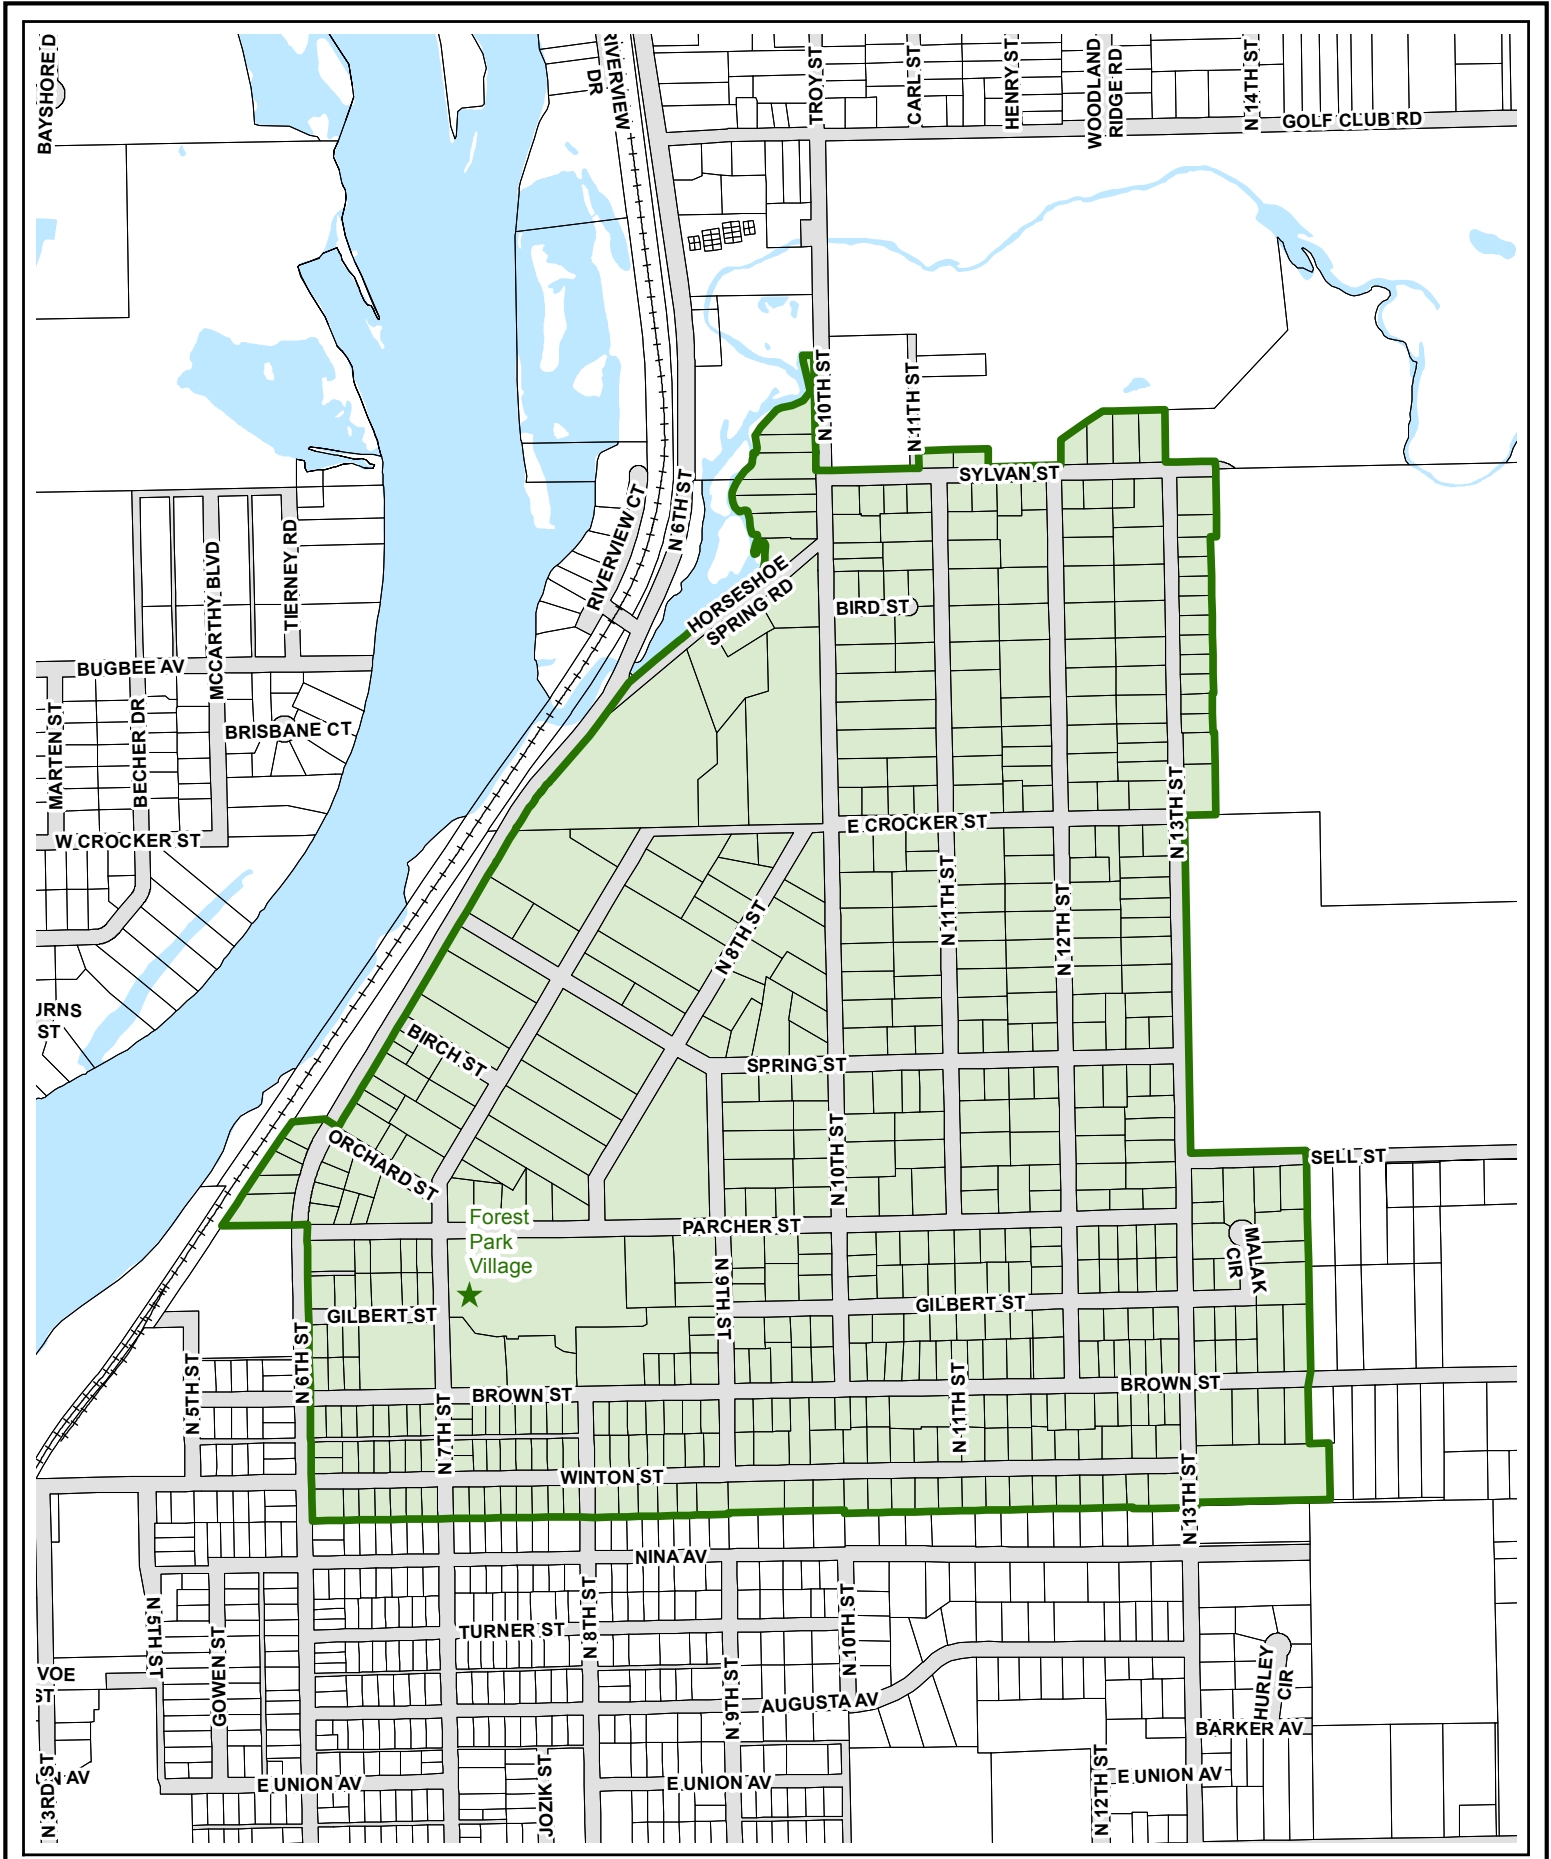 BAYSHORE D
RIVERVIEW
DR
TROY ST
CARL ST
HENRY ST
WOODLAND
RIDGE RD
N 14TH ST
GOLF CLUB RD
N 10TH ST
N 11TH ST
SYLVAN ST
N 6TH ST
RIVERVIEW CT
TIERNEY RD
MCCARTHY BLVD
HORSESHOE
SPRING RD
BIRD ST
BUGBEE AV
MARTEN ST
BECHER DR
BRISBANE CT
W CROCKER ST
E CROCKER ST
N 13TH ST
N 11TH ST
N 12TH ST
N 8TH ST
URNS
ST
BIRCH ST
SPRING ST
ORCHARD ST
N 10TH ST
SELL ST
Forest
Park
Village
PARCHER ST
MALAK
CIR
N 9TH ST
GILBERT ST
GILBERT ST
N 6TH ST
N 5TH ST
BROWN ST
BROWN ST
N 7TH ST
N 11TH ST
WINTON ST
N 13TH ST
NINA AV
N 5TH ST
GOWEN ST
TURNER ST
N 8TH ST
N 10TH ST
N 9TH ST
AUGUSTA AV
HURLEY
CIR
BARKER AV
VOE
ST
N AV
N 3RD ST
E UNION AV
JOZIK ST
E UNION AV
N 12TH ST
E UNION AV